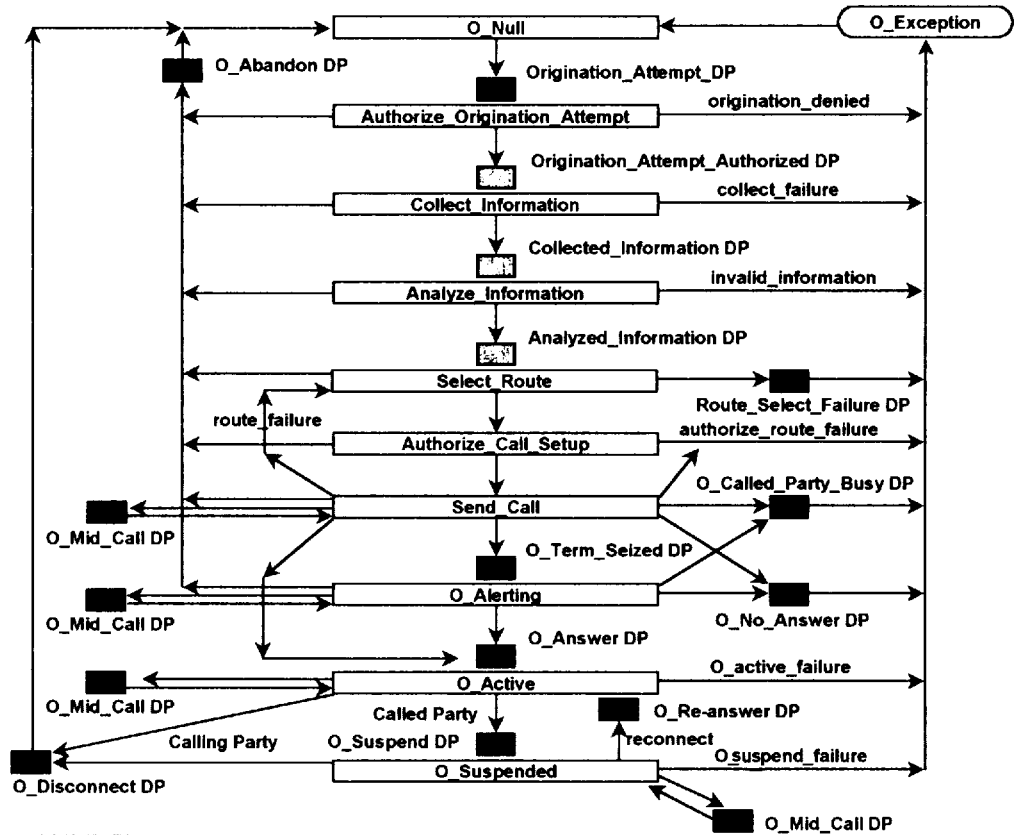 O_Null
O_Exception
O_Abandon DP
Origination_Attempt_DP
origination_denied
Authorize_Origination_Attempt
Origination_Attempt_Authorized DP
collect_failure
Collect_Information
Collected_Information DP
invalid_information
Analyze_Information
Analyzed_Information DP
Select_Route
Route_Select_Failure DP
route_failure
authorize_route_failure
Authorize_Call_Setup
O_Called_Party_Busy DP
Send_Call
O_Mid_Call DP
O_Term_Seized DP
O_Alerting
O_Mid_Call DP
O_No_Answer DP
O_Answer DP
O_active_failure
O_Active
O_Mid_Call DP
Called Party
O_Re-answer DP
Calling Party
O_Suspend DP
reconnect
O_suspend_failure
O_Suspended
O_Disconnect DP
O_Mid_Call DP